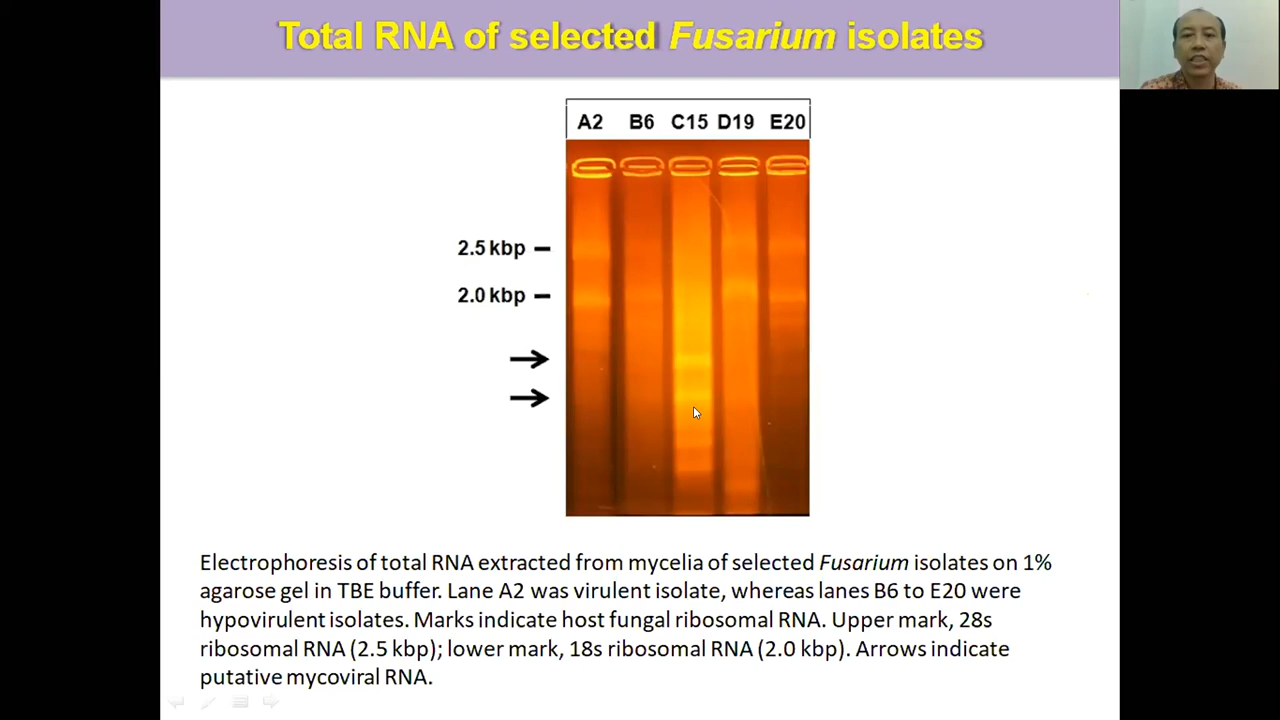 Total RNA of selected Fusarium isolates
A2 B6 C15 D19 E20
2.5 kbp
2.0 kbp
Electrophoresis of total RNA extracted from mycelia of selected Fusarium isolates on 1%
agarose gel in TBE buffer. Lane A2 was virulent isolate, whereas lanes B6 to E20 were
hypovirulent isolates. Marks indicate host fungal ribosomal RNA. Upper mark, 28s
ribosomal RNA (2.5 kbp); lower mark, 18s ribosomal RNA (2.0 kbp). Arrows indicate
putative mycoviral RNA.